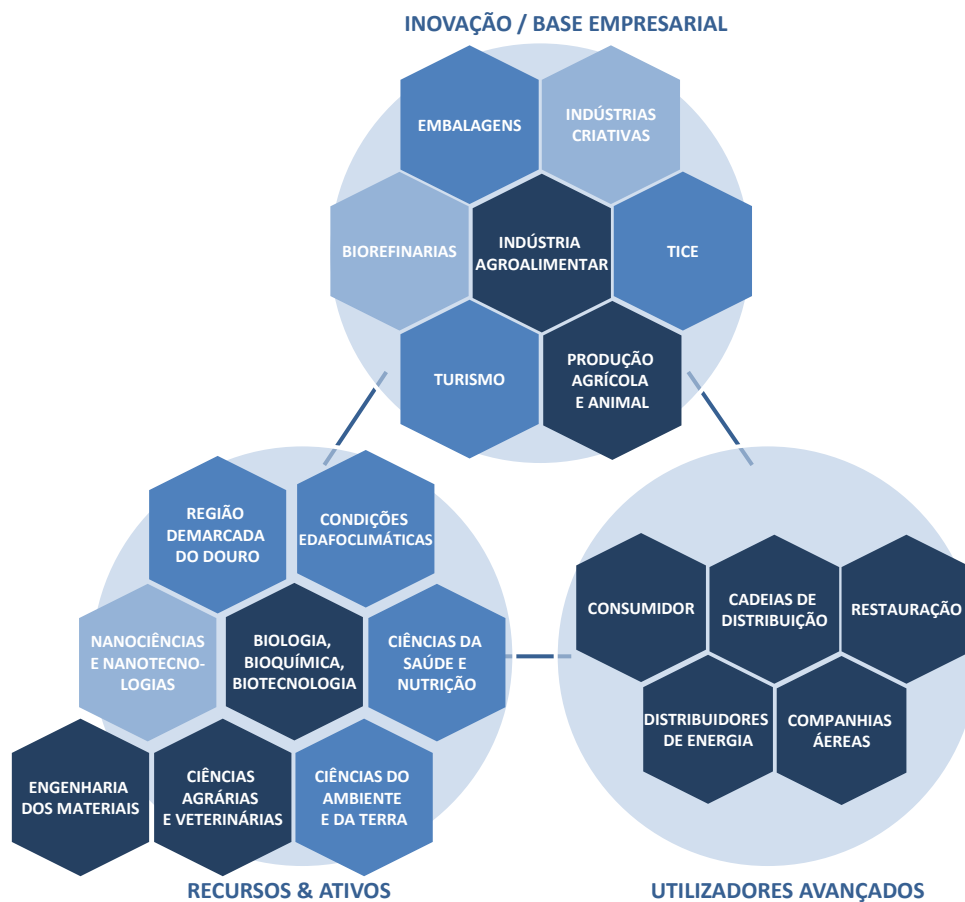 INOVAÇÃO / BASE EMPRESARIAL
EMBALAGENS
INDÚSTRIAS
CRIATIVAS
BIOREFINARIAS
INDÚSTRIA
AGROALIMENTAR
TICE
TURISMO
PRODUÇÃO
AGRÍCOLA
E ANIMAL
REGIÃO
DEMARCADA
DO DOURO
CONDIÇÕES
EDAFOCLIMÁTICAS
NANOCIÊNCIAS
E NANOTECNO-
LOGIAS
BIOLOGIA,
BIOQUÍMICA,
BIOTECNOLOGIA
CIÊNCIAS DA
SAÚDE E
NUTRIÇÃO
ENGENHARIA
DOS MATERIAIS
CIÊNCIAS
AGRÁRIAS
E VETERINÁRIAS
CIÊNCIAS DO
AMBIENTE
E DA TERRA
RECURSOS & ATIVOS
CONSUMIDOR
CADEIAS DE
DISTRIBUIÇÃO
RESTAURAÇÃO
DISTRIBUIDORES
DE ENERGIA
COMPANHIAS
ÁEREAS
UTILIZADORES AVANÇADOS